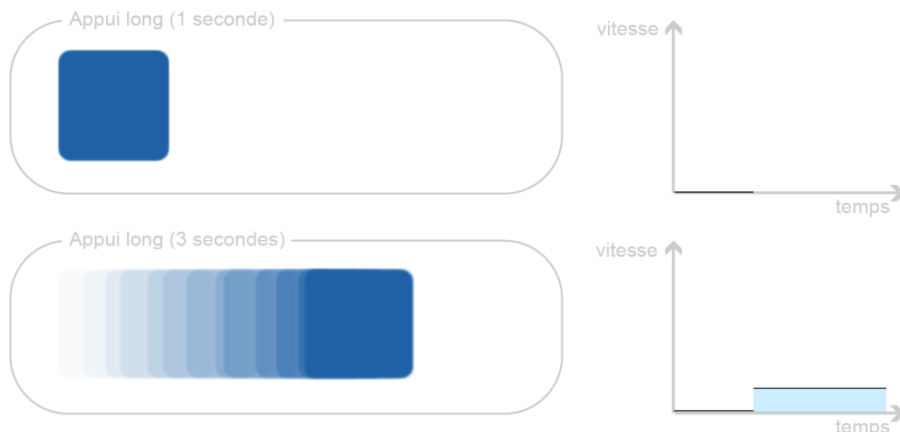 Appui long (1 seconde)
vitesse
temps
Appui long (3 secondes)
vitesse
temps